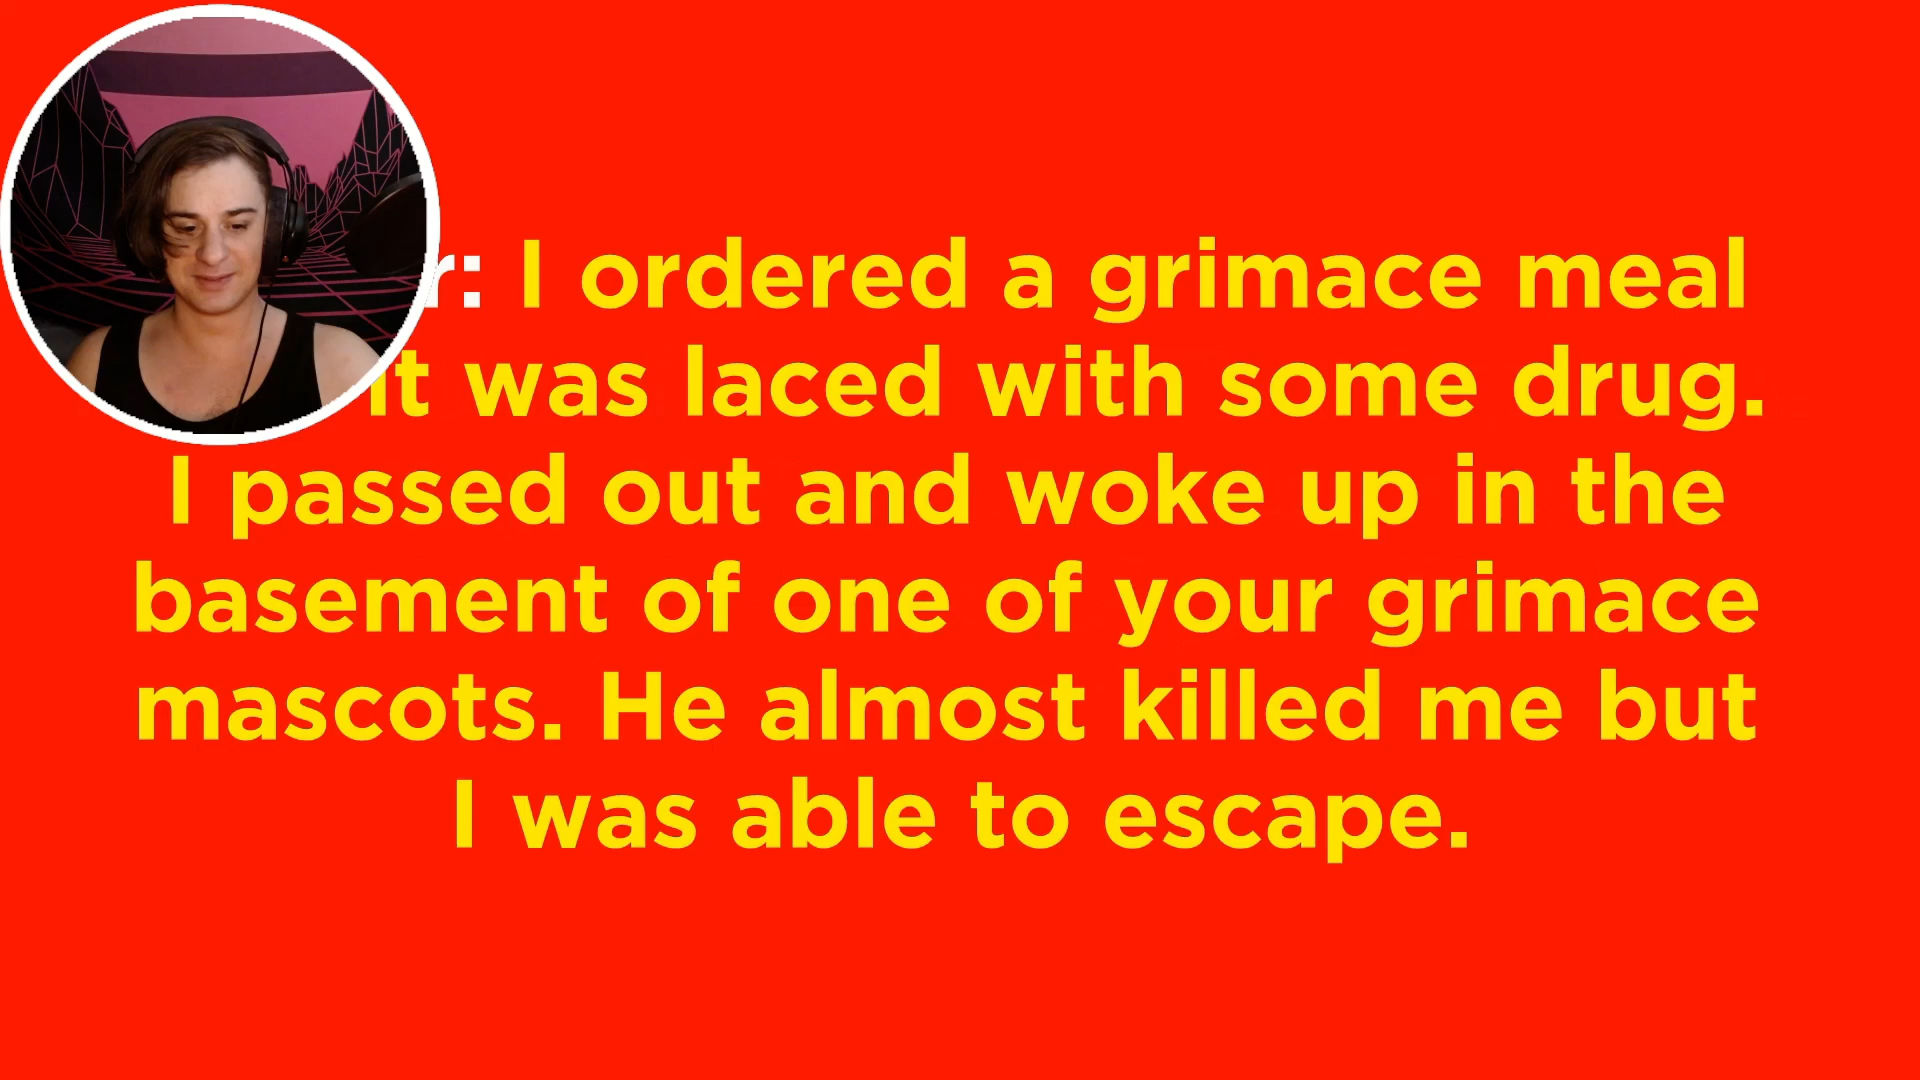 r: I ordered a grimace meal
it was laced with some drug.
I passed out and woke up in the
basement of one of your grimace
mascots. He almost killed me but
I was able to escape.